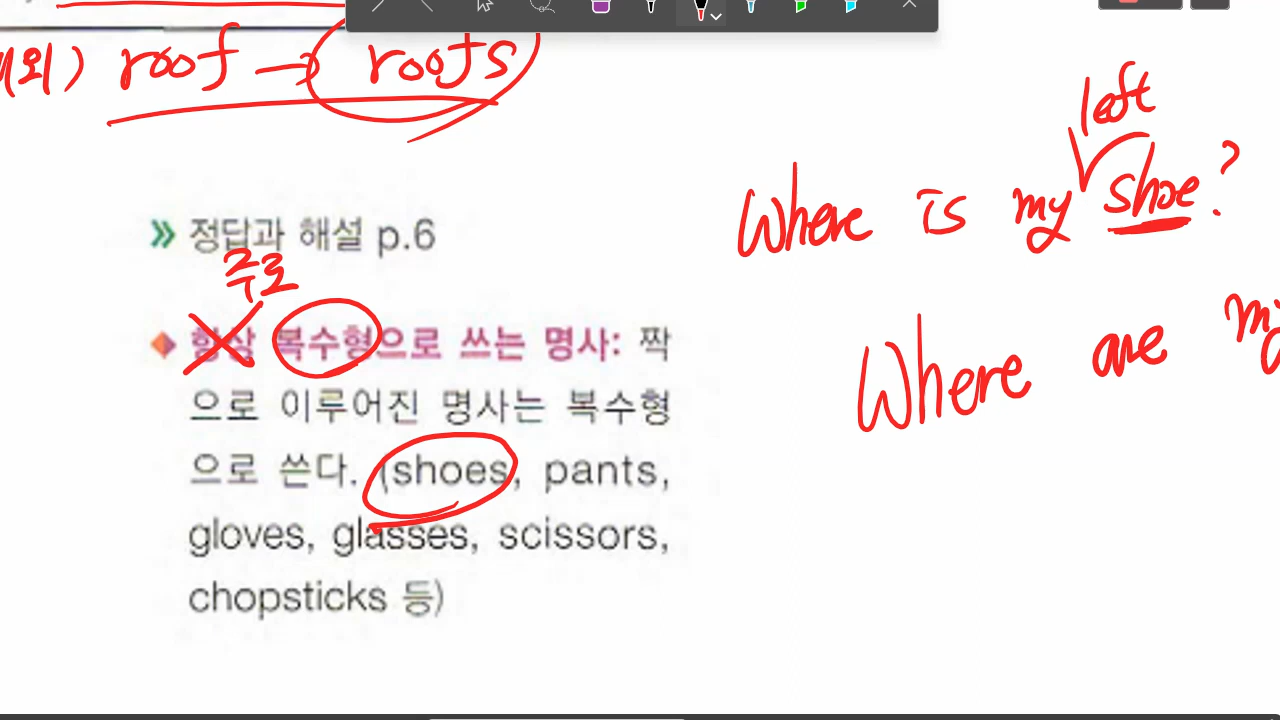 외) roof → roofs
left
Where is my shoe?
» 정답과 해설 p.6
주로
항상 복수형으로 쓰는 명사: 짝
Where are my
으로 이루어진 명사는 복수형
으로 쓴다. (shoes, pants,
gloves, glasses, scissors,
chopsticks 등)